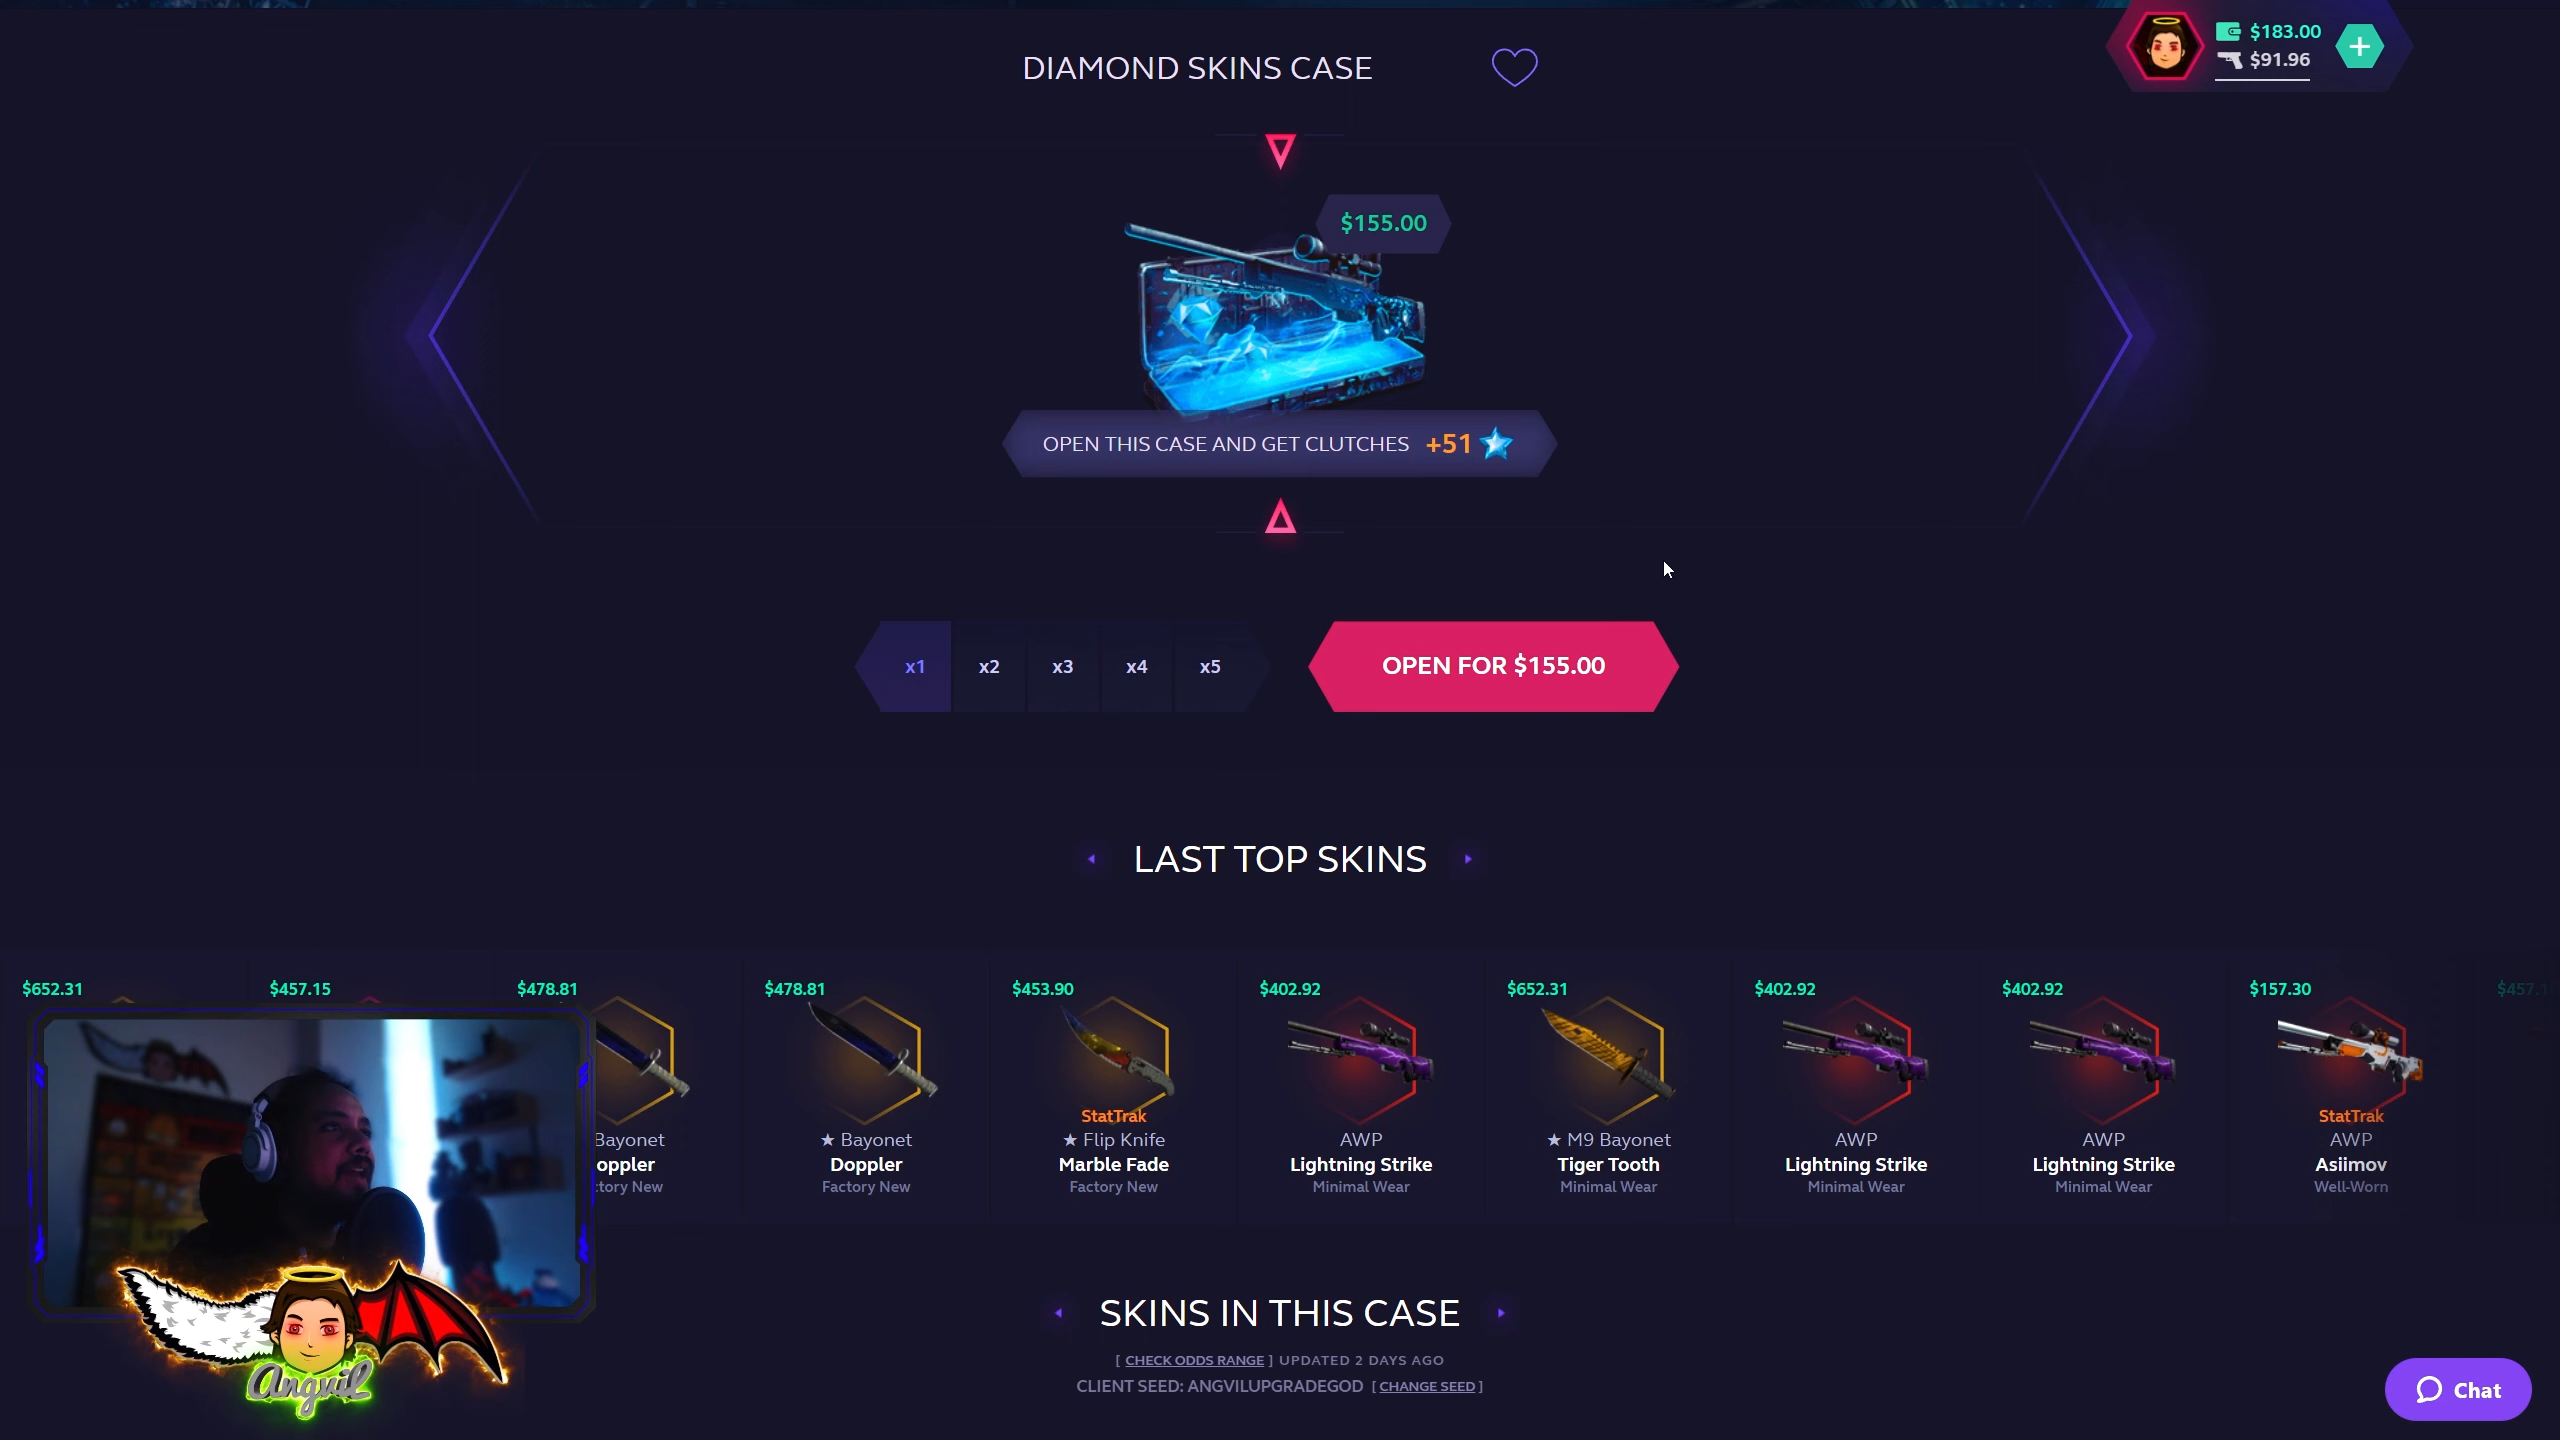 DIAMOND SKINS CASE
$183.00
$91.96
$155.00
OPEN THIS CASE AND GET CLUTCHES +51
x1 x2 x3 x4 x5
OPEN FOR $155.00
LAST TOP SKINS
$652.31
$457.15
$478.81
Bayonet
oppler
ctory New
$478.81
★ Bayonet
Doppler
Factory New
$453.90
StatTrak
★ Flip Knife
Marble Fade
Factory New
$402.92
AWP
Lightning Strike
Minimal Wear
$652.31
★ M9 Bayonet
Tiger Tooth
Minimal Wear
$402.92
AWP
Lightning Strike
Minimal Wear
$402.92
AWP
Lightning Strike
Minimal Wear
$157.30
StatTrak
AWP
Asiimov
Well-Worn
$457.1
Angvil
SKINS IN THIS CASE
[ CHECK ODDS RANGE ] UPDATED 2 DAYS AGO
CLIENT SEED: ANGVILUPGRADEGOD [ CHANGE SEED ]
Chat